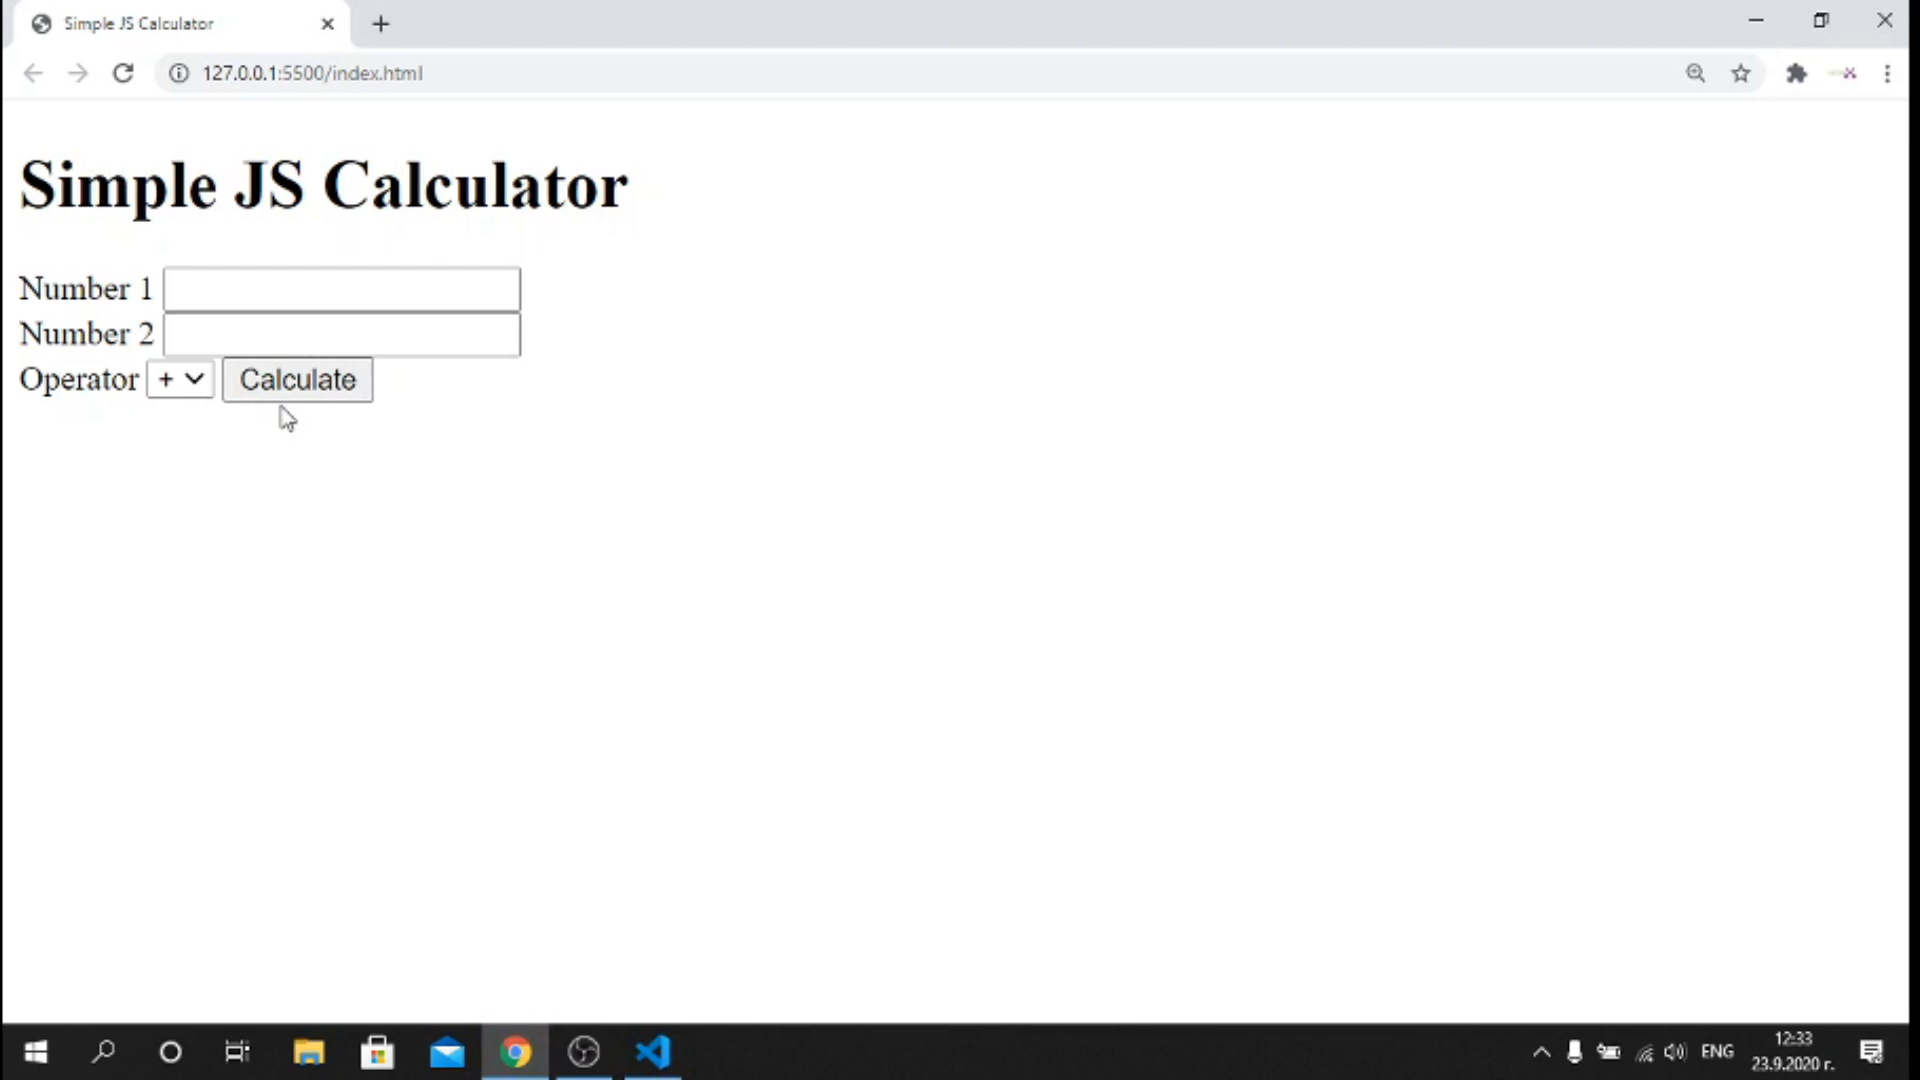 Simple JS Calculator
127.0.0.1:5500/index.html
Simple JS Calculator
Number 1
Number 2
Operator + Calculate
ENG
12:33
23.9.2020 г.